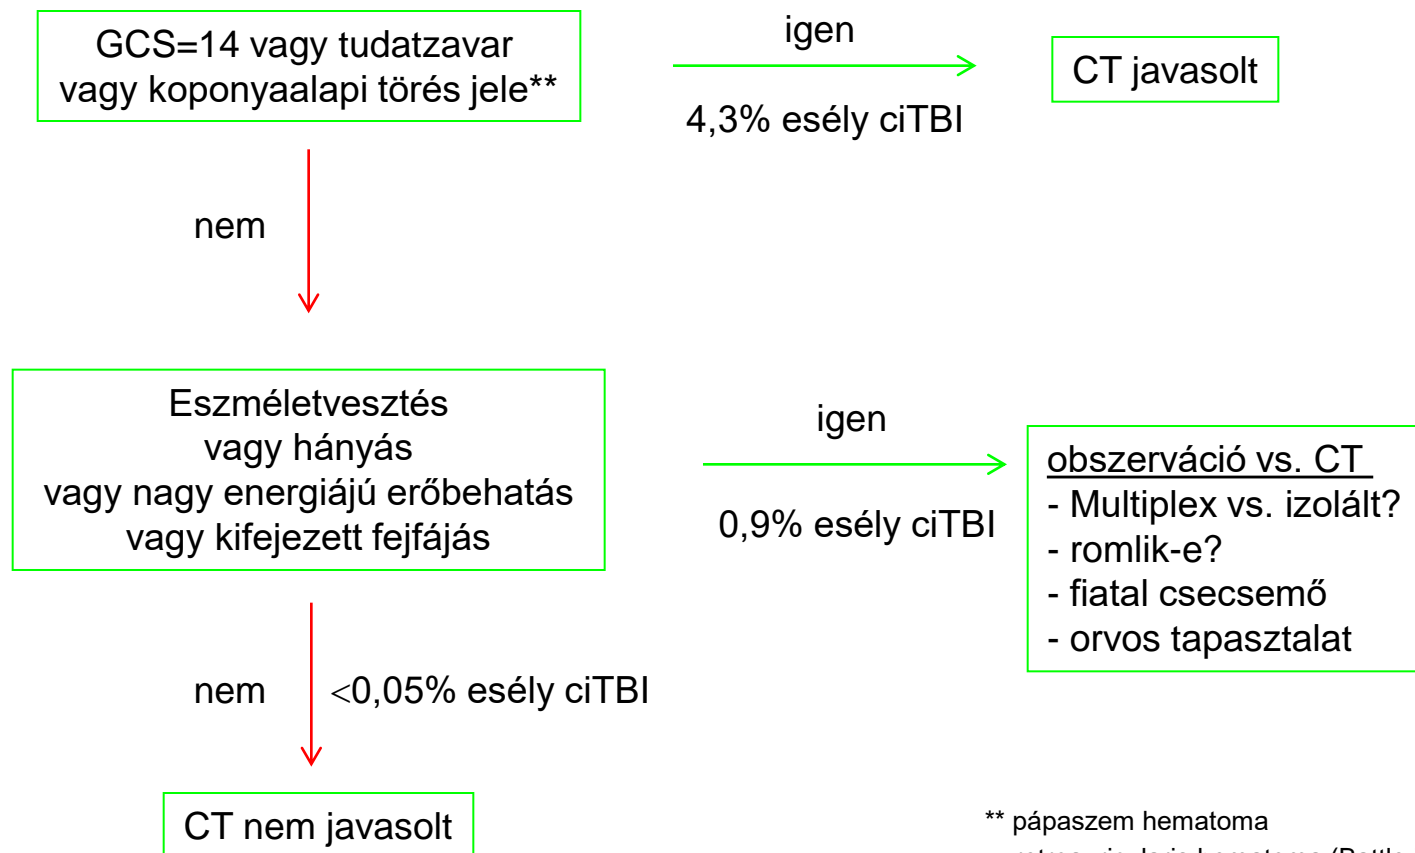 GCS=14 vagy tudatzavar
vagy koponyaalapi törés jele**
igen
4,3% esély ciTBI
CT javasolt
nem
Eszméletvesztés
vagy hányás
vagy nagy energiájú erőbehatás
vagy kifejezett fejfájás
igen
0,9% esély ciTBI
obszerváció vs. CT
- Multiplex vs. izolált?
- romlik-e?
- fiatal csecsemő
- orvos tapasztalat
nem
<0,05% esély ciTBI
CT nem javasolt
** pápaszem hematoma